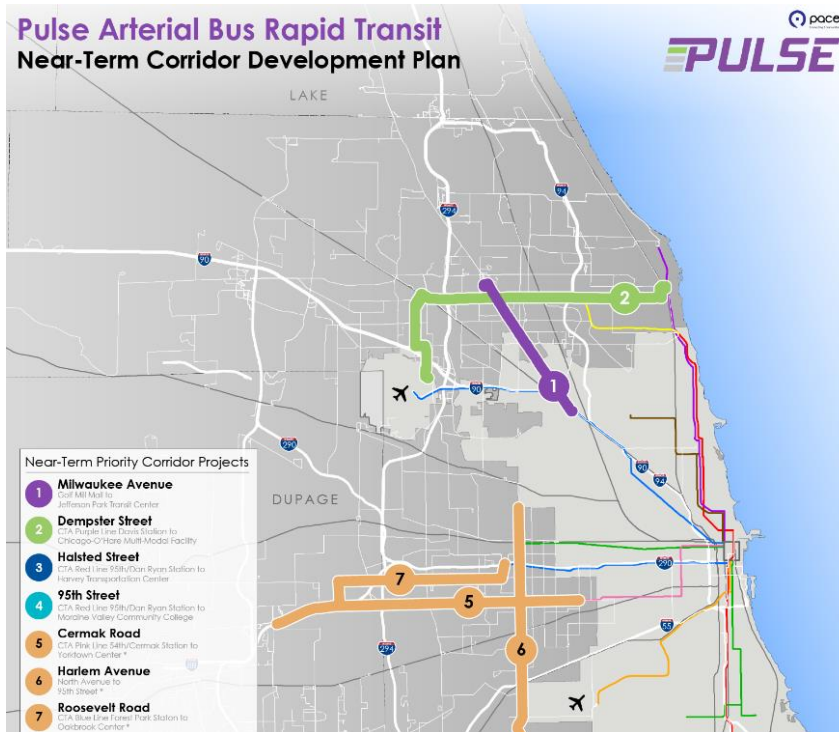 Pulse Arterial Bus Rapid Transit
Near-Term Corridor Development Plan
pace
PULSE
LAKE
94
294
90
2
1
90
290
90
94
DUPAGE
Near-Term Priority Corridor Projects
1 Milwaukee Avenue
Golf Mill Mall to
Jefferson Park Transit Center
2 Dempster Street
CTA Purple Line Davis Station to
Chicago-O'Hare Multi-Modal Facility
3 Halsted Street
CTA Red Line 95th/Dan Ryan Station to
Harvey Transportation Center
4 95th Street
CTA Red Line 95th/Dan Ryan Station to
Moraine Valley Community College
5 Cermak Road
CTA Pink Line 54th/Cermak Station to
Yorktown Center *
6 Harlem Avenue
North Avenue to
95th Street *
7 Roosevelt Road
CTA Blue Line Forest Park Station to
Oakbrook Center *
7
290
5
55
6
294